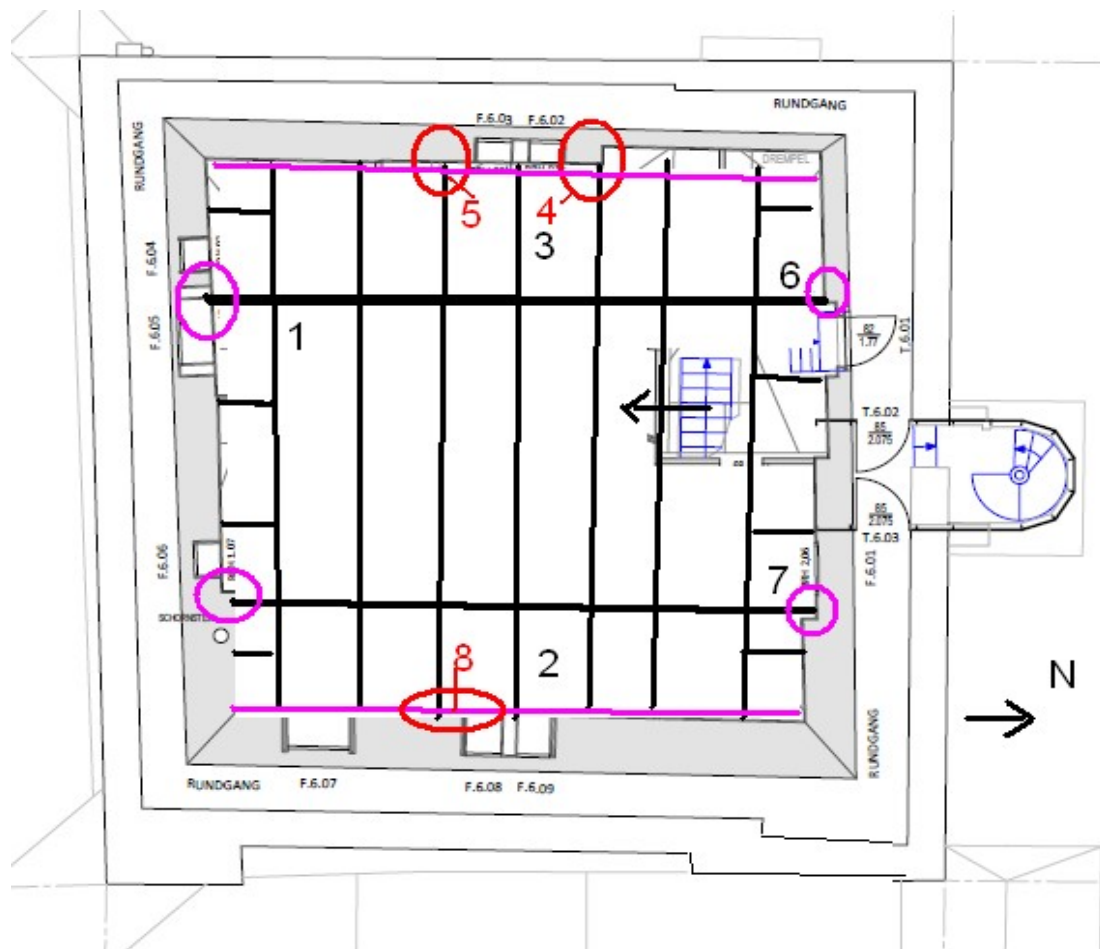 RUNDGANG
F.6.03
F.6.02
RUNDGANG
DREMPEL
5
4
3
F.6.04
6
F.6.05
1
82
1.77
T.6.01
T.6.02
85
2.075
88
85
2.075
T.6.03
F.6.06
F.6.01
7
8
2
N
RUNDGANG
RUNDGANG
F.6.07
F.6.08
F.6.09